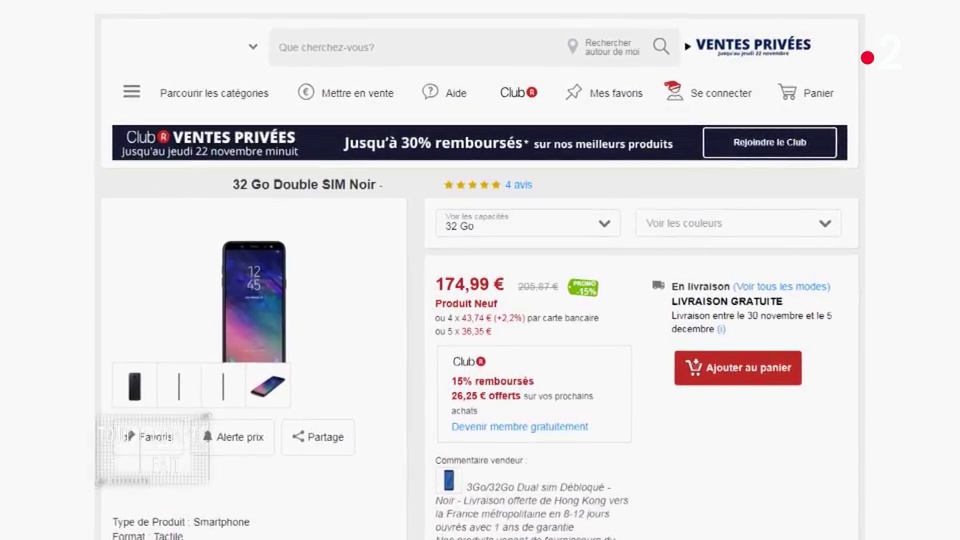 Que cherchez-vous?
Rechercher
autour de moi
VENTES PRIVÉES
jusqu'au jeudi 22 novembre
2
Parcourir les catégories
Mettre en vente
Aide
Club R
Mes favoris
Se connecter
Panier
Club R VENTES PRIVÉES
Jusqu'au jeudi 22 novembre minuit
Jusqu'à 30% remboursés* sur nos meilleurs produits
Rejoindre le Club
32 Go Double SIM Noir -
4 avis
Voir les capacités
32 Go
Voir les couleurs
12
45
174,99 € 205,87 € PROMO
-15%
Produit Neuf
ou 4 x 43,74 € (+2,2%) par carte bancaire
ou 5 x 36,35 €
En livraison (Voir tous les modes)
LIVRAISON GRATUITE
Livraison entre le 30 novembre et le 5
decembre (i)
Ajouter au panier
Club R
15% remboursés
26,25 € offerts sur vos prochains
achats
Devenir membre gratuitement
Favoris
Alerte prix
Partage
FAIT
Commentaire vendeur :
3Go/32Go Dual sim Débloqué -
Noir - Livraison offerte de Hong Kong vers
la France métropolitaine en 8-12 jours
ouvrés avec 1 ans de garantie
Nos produits venant de fournisseurs du
Type de Produit : Smartphone
Format : Tactile